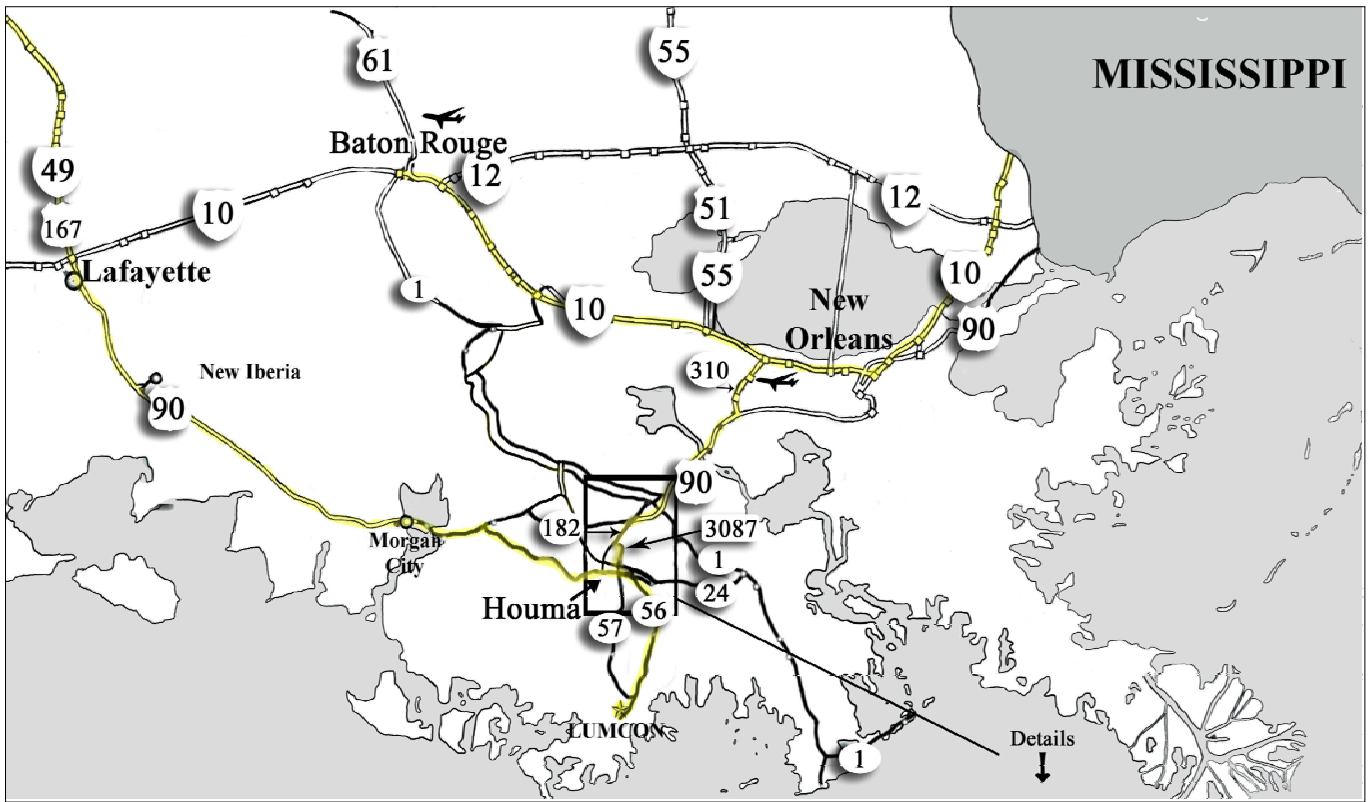 61
55
MISSISSIPPI
Baton Rouge
49
12
12
10
51
167
Lafayette
55
10
1
New
Orleans
10
90
310
New Iberia
90
90
182
3087
Morgan
City
1
24
Houma
56
57
LUMCON
Details
1